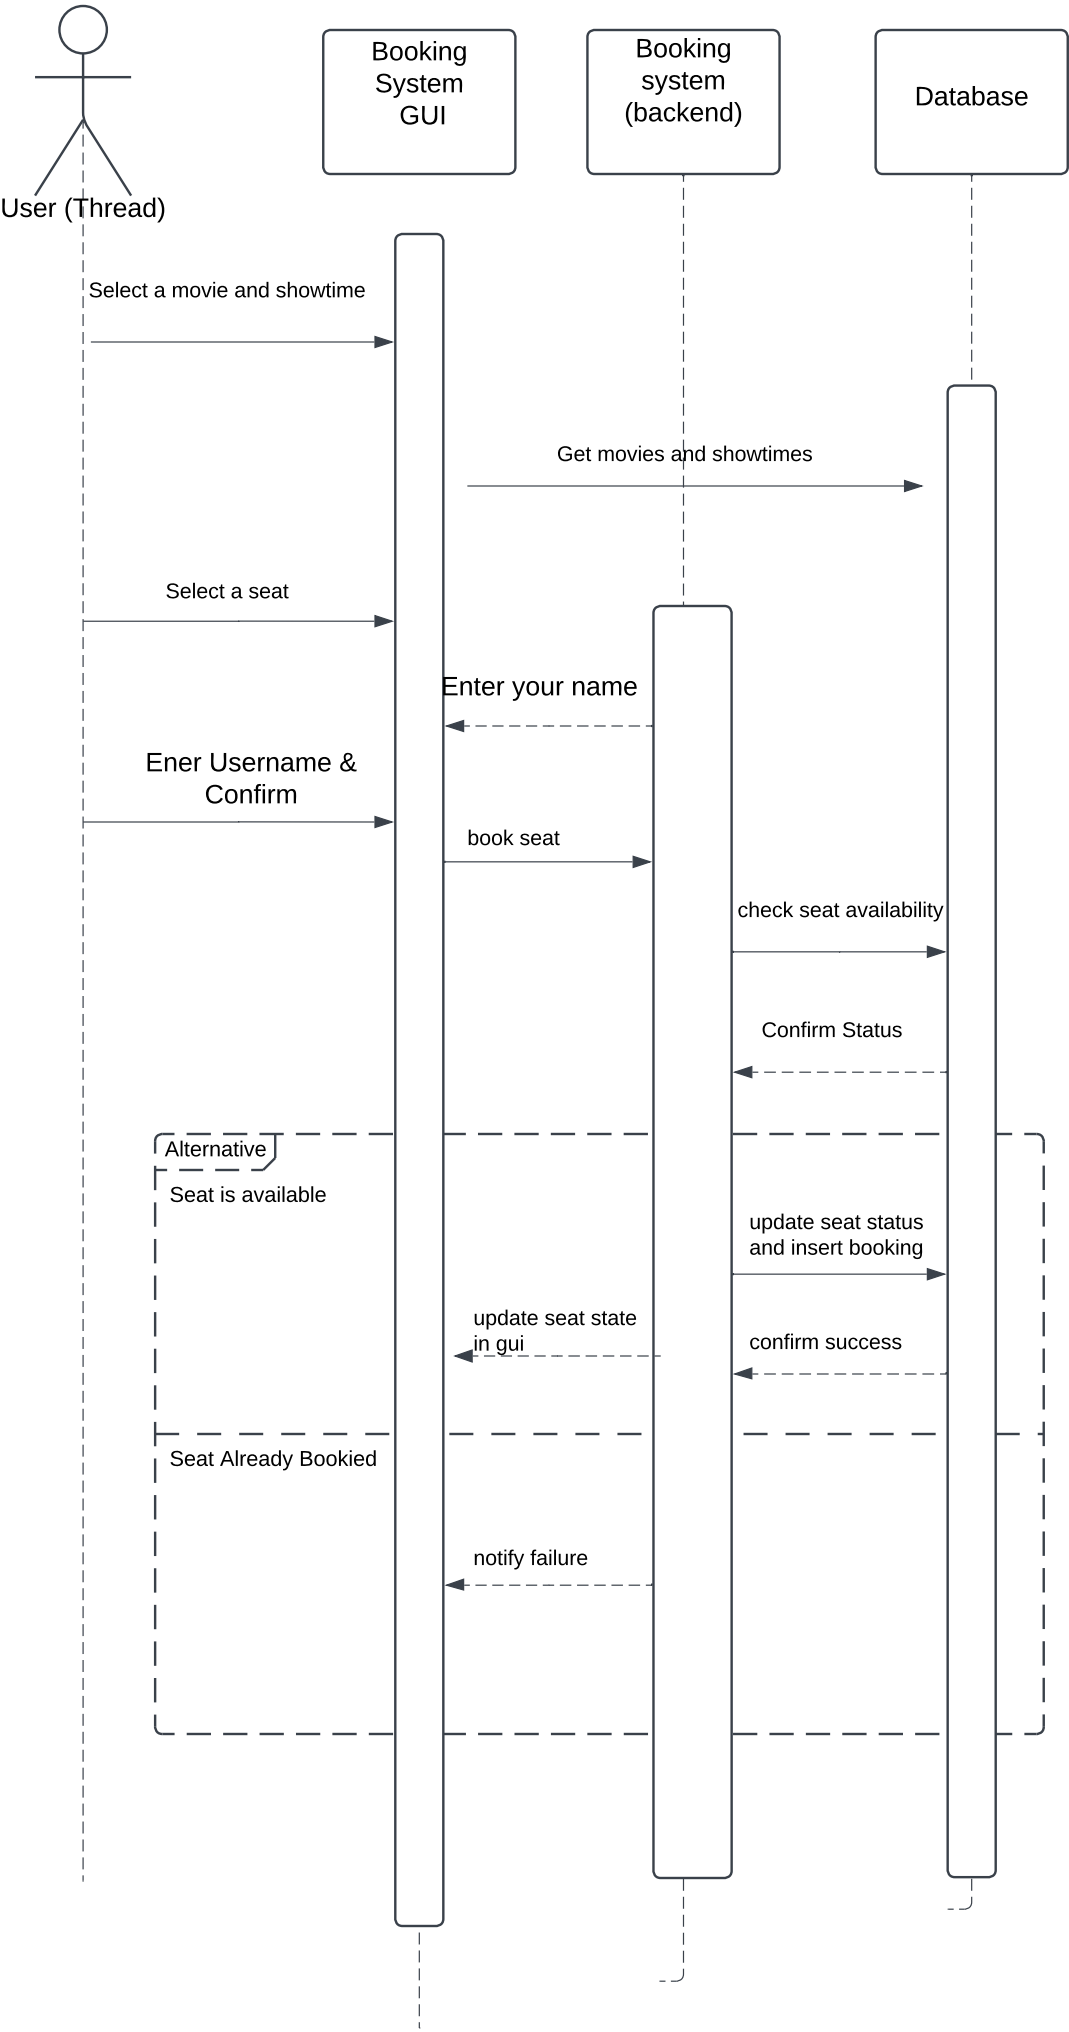 User (Thread)
Booking
System
GUI
Booking
system
(backend)
Database
Select a movie and showtime
Get movies and showtimes
Select a seat
Enter your name
Ener Username &
Confirm
book seat
check seat availability
Confirm Status
Alternative
Seat is available
update seat status
and insert booking
update seat state
in gui
confirm success
Seat Already Bookied
notify failure